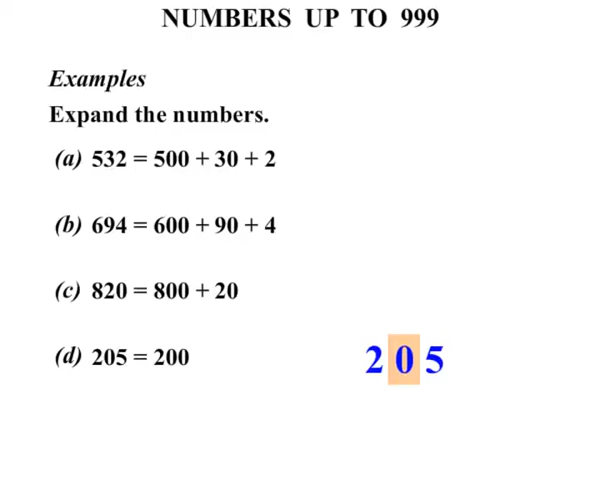 NUMBERS UP TO 999
Examples
Expand the numbers.
(a) 532 = 500 + 30 + 2
(b) 694 = 600 + 90 + 4
(c) 820 = 800 + 20
(d) 205 = 200
2 0 5